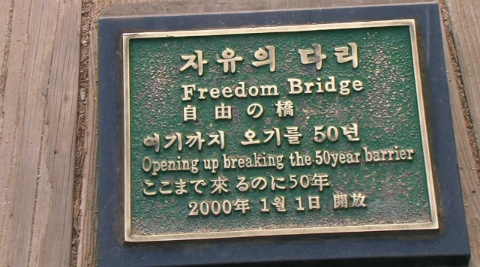 자유의 다리
Freedom Bridge
自由の橋
여기까지 오기를 50년
Opening up breaking the 50year barrier
ここまで來るのに50年
2000年 1월 1日 開放